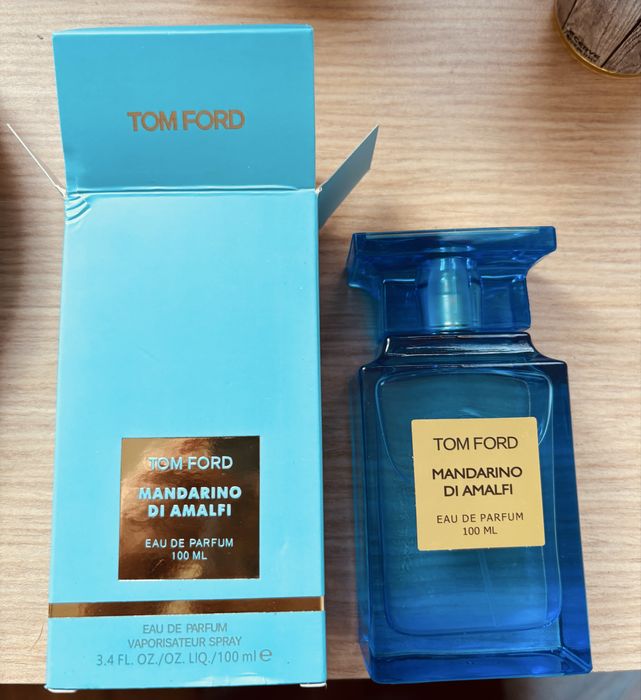 TOM FORD
TOM FORD
MANDARINO
DI AMALFI
EAU DE PARFUM
100 ML
EAU DE PARFUM
VAPORISATEUR SPRAY
3.4 FL. OZ./OZ. LIQ./100 ml e
TOM FORD
MANDARINO
DI AMALFI
EAU DE PARFUM
100 ML